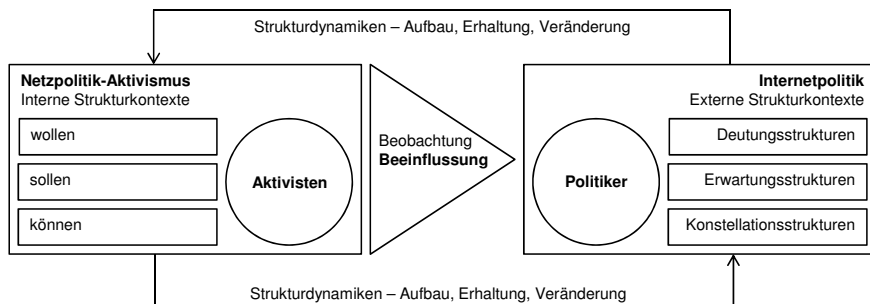 Strukturdynamiken – Aufbau, Erhaltung, Veränderung
Netzpolitik-Aktivismus
Interne Strukturkontexte
wollen
sollen
können
Aktivisten
Beobachtung
Beeinflussung
Internetpolitik
Externe Strukturkontexte
Politiker
Deutungsstrukturen
Erwartungsstrukturen
Konstellationsstrukturen
Strukturdynamiken – Aufbau, Erhaltung, Veränderung